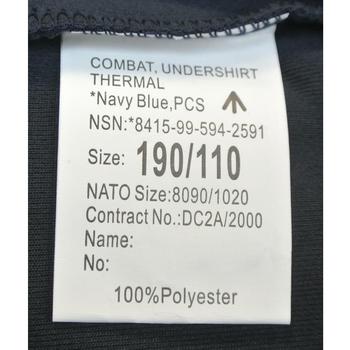 COMBAT, UNDERSHIRT
THERMAL
*Navy Blue,PCS
NSN:*8415-99-594-2591
Size: 190/110
NATO Size:8090/1020
Contract No.:DC2A/2000
Name:
No:
100%Polyester